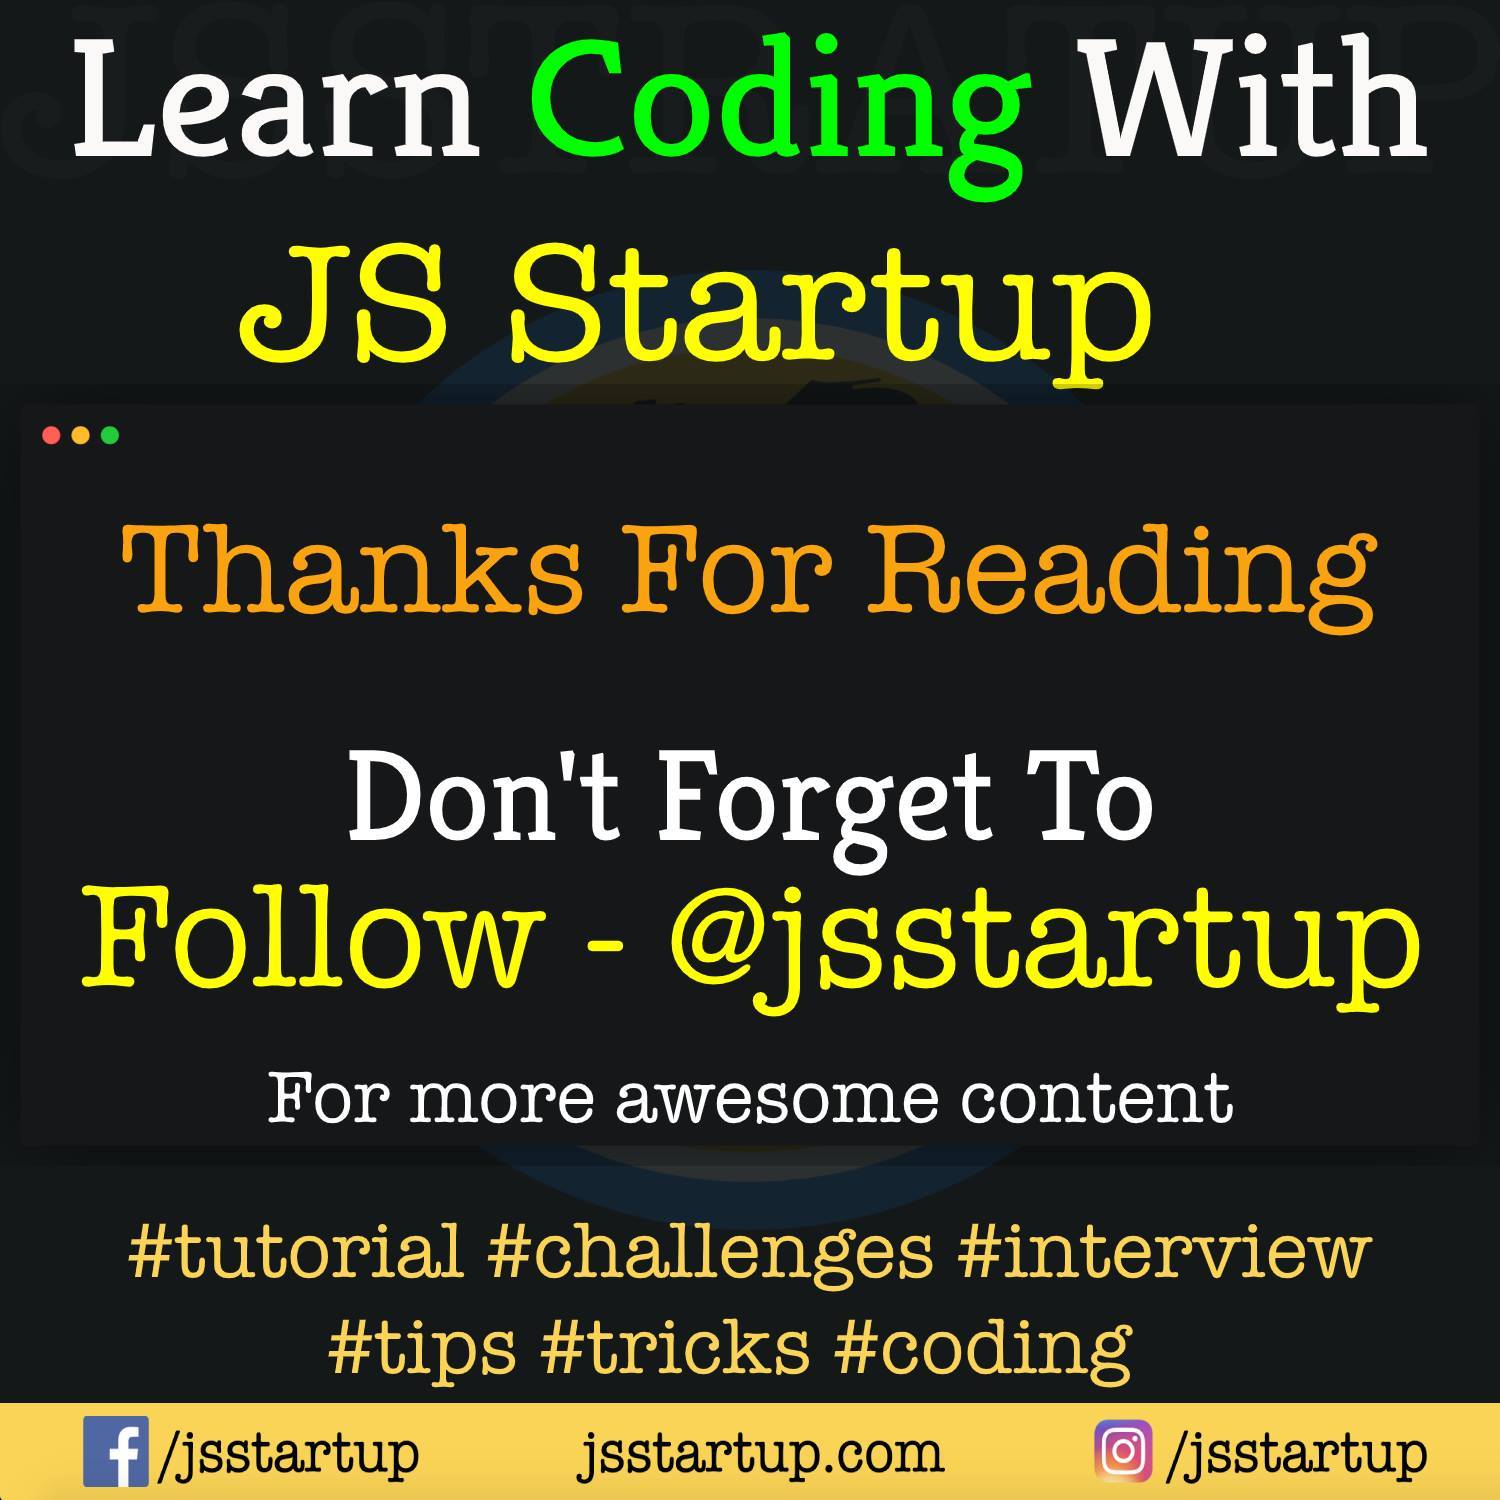 Learn Coding With
JS Startup
Thanks For Reading
Don't Forget To
Follow - @jsstartup
For more awesome content
#tutorial #challenges #interview
#tips #tricks #coding
/jsstartup jsstartup.com /jsstartup